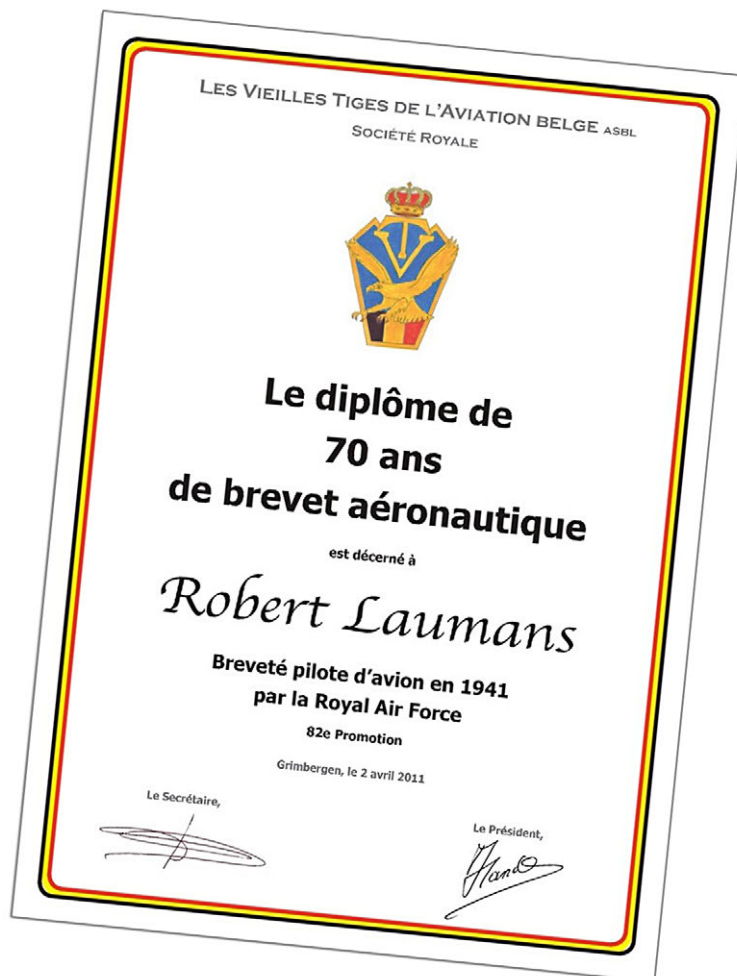 LES VIEILLES TIGES DE L'AVIATION BELGE ASBL
SOCIÉTÉ ROYALE
VT
Le diplôme de
70 ans
de brevet aéronautique
est décerné à
Robert Laumans
Breveté pilote d'avion en 1941
par la Royal Air Force
82e Promotion
Grimbergen, le 2 avril 2011
Le Secrétaire,
Le Président,